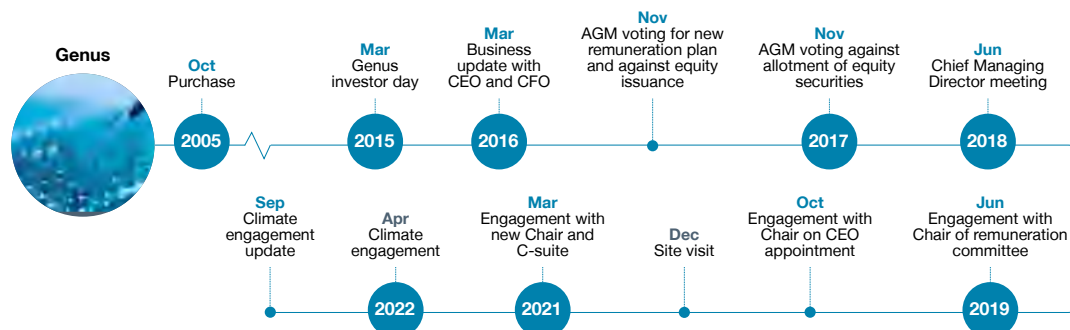 Genus
Oct
Purchase
2005
Mar
Genus
investor day
2015
Mar
Business
update with
CEO and CFO
2016
Nov
AGM voting for new
remuneration plan
and against equity
issuance
Nov
AGM voting against
allotment of equity
securities
2017
Jun
Chief Managing
Director meeting
2018
Sep
Climate
engagement
update
Apr
Climate
engagement
2022
Mar
Engagement with
new Chair and
C-suite
2021
Dec
Site visit
Oct
Engagement with
Chair on CEO
appointment
Jun
Engagement with
Chair of remuneration
committee
2019